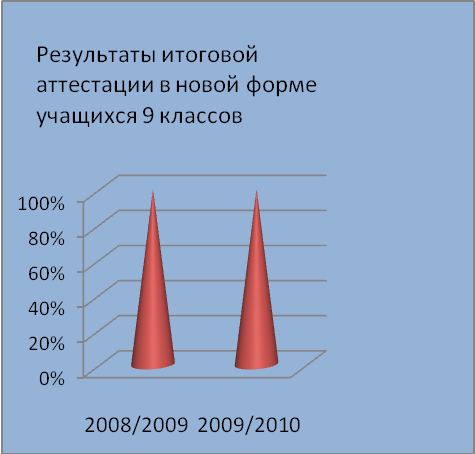 Результаты итоговой
аттестации в новой форме
учащихся 9 классов
100%
80%
60%
40%
20%
0%
2008/2009 2009/2010